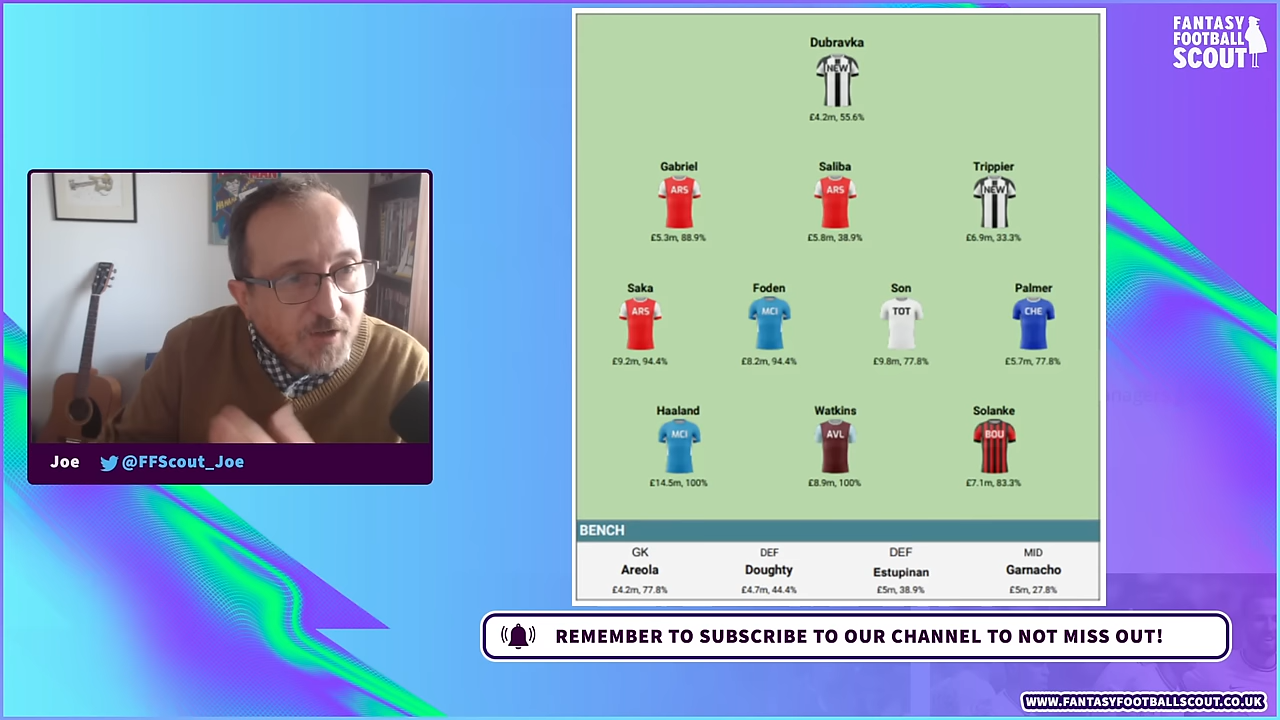 FANTASY
FOOTBALL
SCOUT
Dubravka
NEW
£4.2m, 55.6%
Gabriel Saliba Trippier
ARS ARS NEW
£5.3m, 88.9% £5.8m, 38.9% £6.9m, 33.3%
Saka Foden Son Palmer
ARS MCI TOT CHE
£9.2m, 94.4% £8.2m, 94.4% £9.8m, 77.8% £5.7m, 77.8%
Haaland Watkins Solanke
MCI AVL BOU
£14.5m, 100% £8.9m, 100% £7.1m, 83.3%
BENCH
GK DEF DEF MID
Areola Doughty Estupinan Garnacho
£4.2m, 77.8% £4.7m, 44.4% £5m, 38.9% £5m, 27.8%
Joe @FFScout_Joe
REMEMBER TO SUBSCRIBE TO OUR CHANNEL TO NOT MISS OUT!
WWW.FANTASYFOOTBALLSCOUT.CO.UK